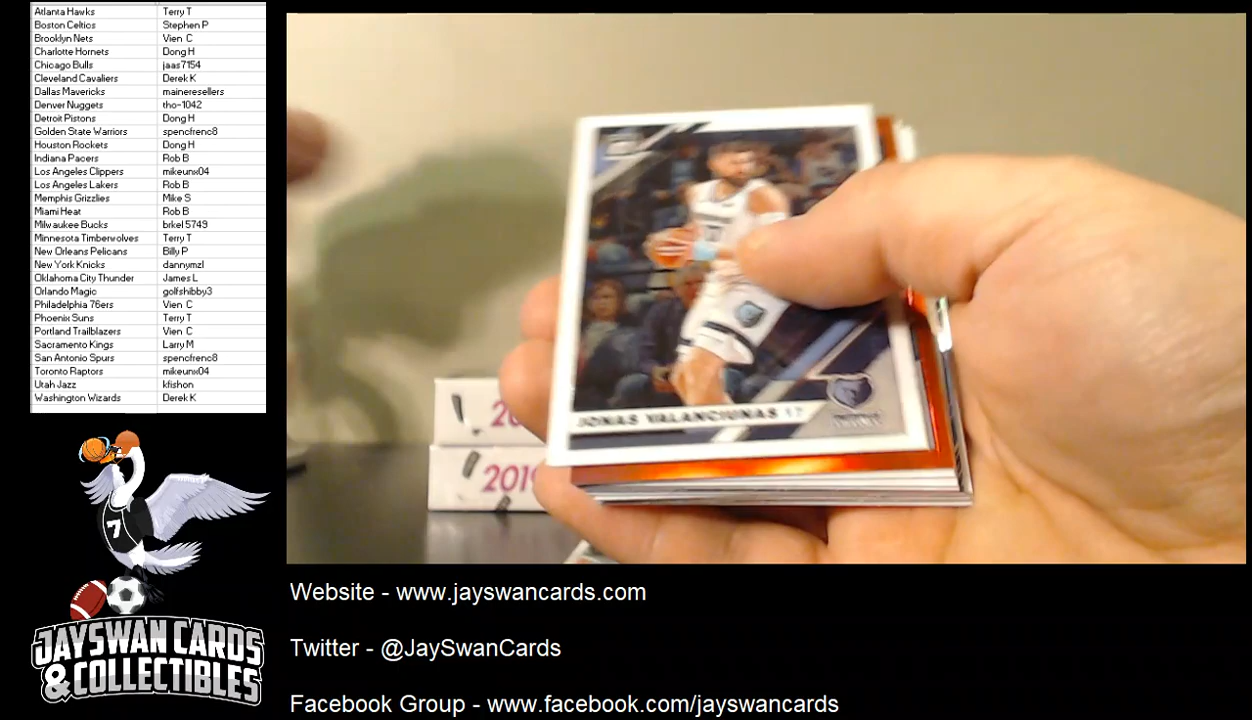 Atlanta Hawks Terry T
Boston Celtics Stephen P
Brooklyn Nets Vien C
Charlotte Hornets Dong H
Chicago Bulls jaas7154
Cleveland Cavaliers Derek K
Dallas Mavericks maineresellers
Denver Nuggets tho-1042
Detroit Pistons Dong H
Golden State Warriors spencfrenc8
Houston Rockets Dong H
Indiana Pacers Rob B
Los Angeles Clippers mikeunx04
Los Angeles Lakers Rob B
Memphis Grizzlies Mike S
Miami Heat Rob B
Milwaukee Bucks brkel5749
Minnesota Timberwolves Terry T
New Orleans Pelicans Billy P
New York Knicks dannymzl
Oklahoma City Thunder James L
Orlando Magic golfshibby3
Philadelphia 76ers Vien C
Phoenix Suns Terry T
Portland Trailblazers Vien C
Sacramento Kings Larry M
San Antonio Spurs spencfrenc8
Toronto Raptors mikeunx04
Utah Jazz kfishon
Washington Wizards Derek K
7
JAYSWAN CARDS
& COLLECTIBLES
JONAS VALANCIUNAS 17
20
2019
Website - www.jayswancards.com
Twitter - @JaySwanCards
Facebook Group - www.facebook.com/jayswancards